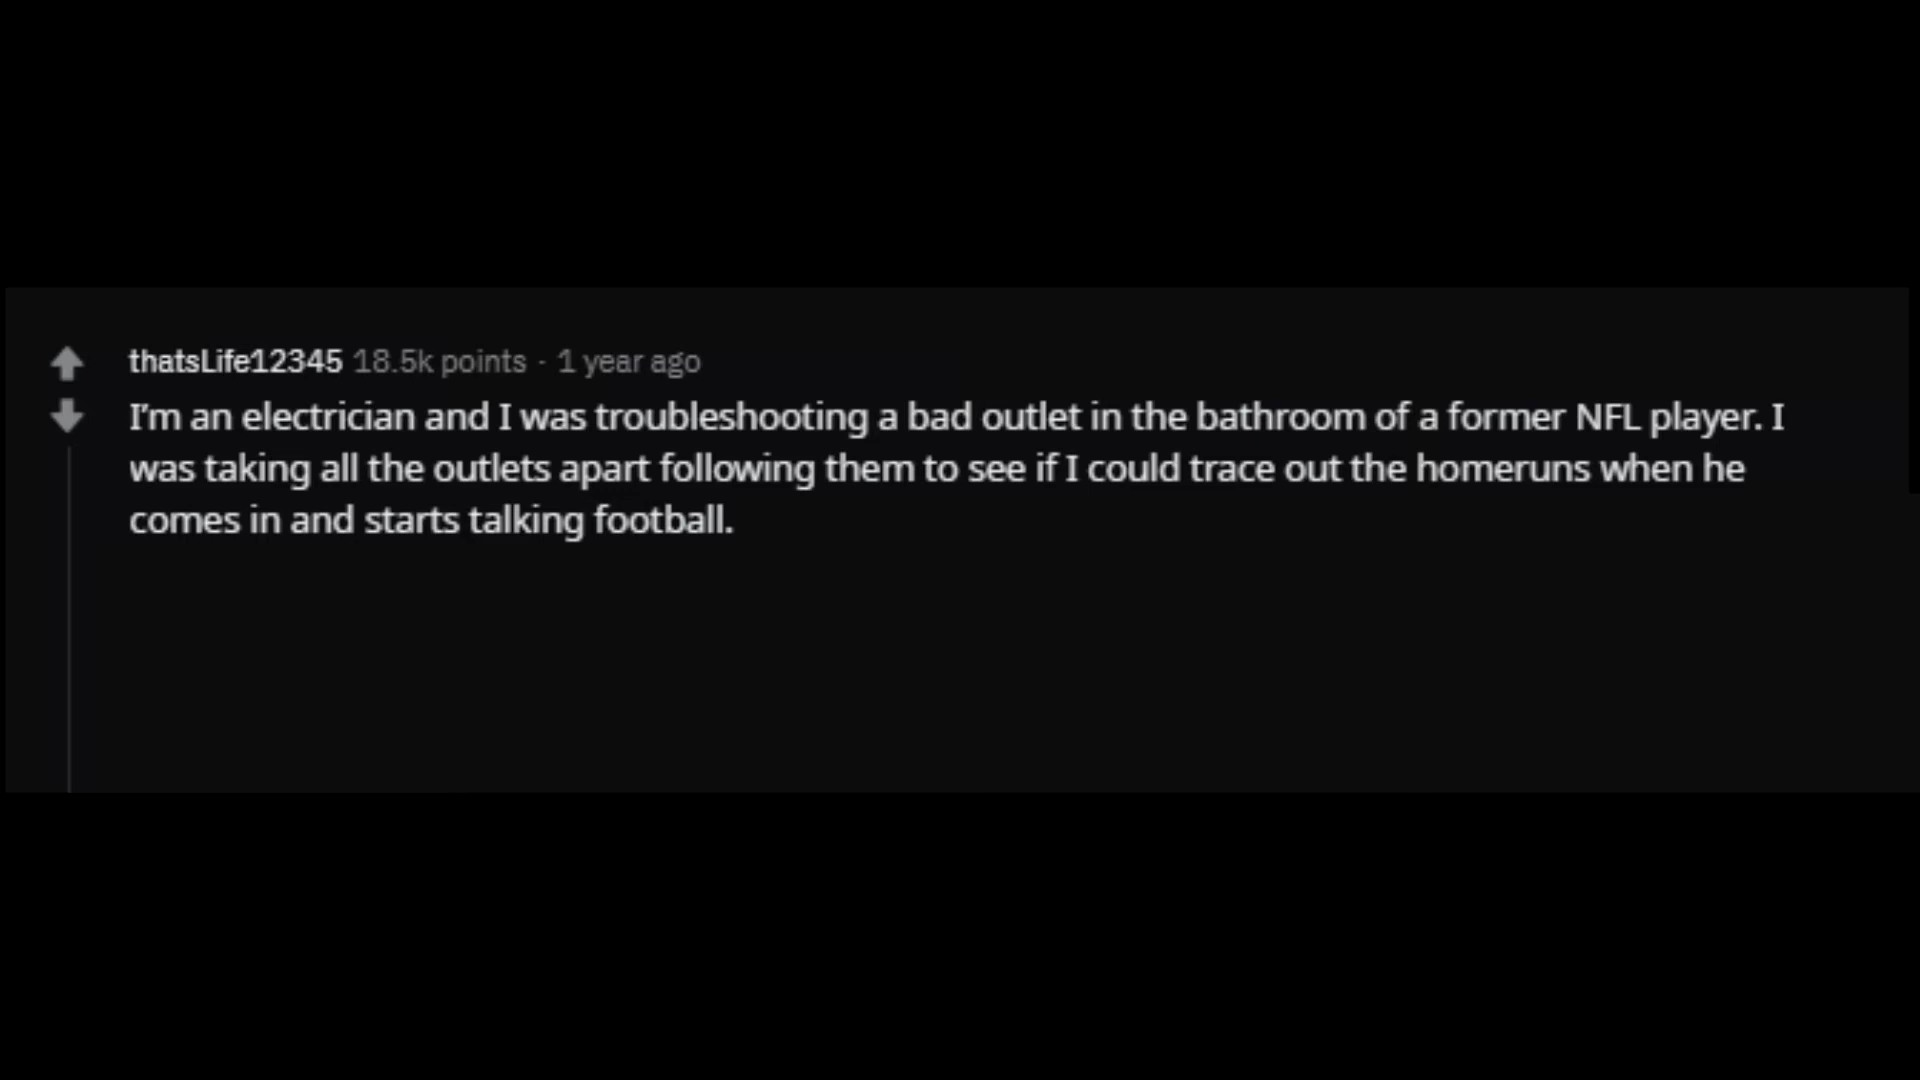 thatsLife12345 18.5k points · 1 year ago
I'm an electrician and I was troubleshooting a bad outlet in the bathroom of a former NFL player. I
was taking all the outlets apart following them to see if I could trace out the homeruns when he
comes in and starts talking football.